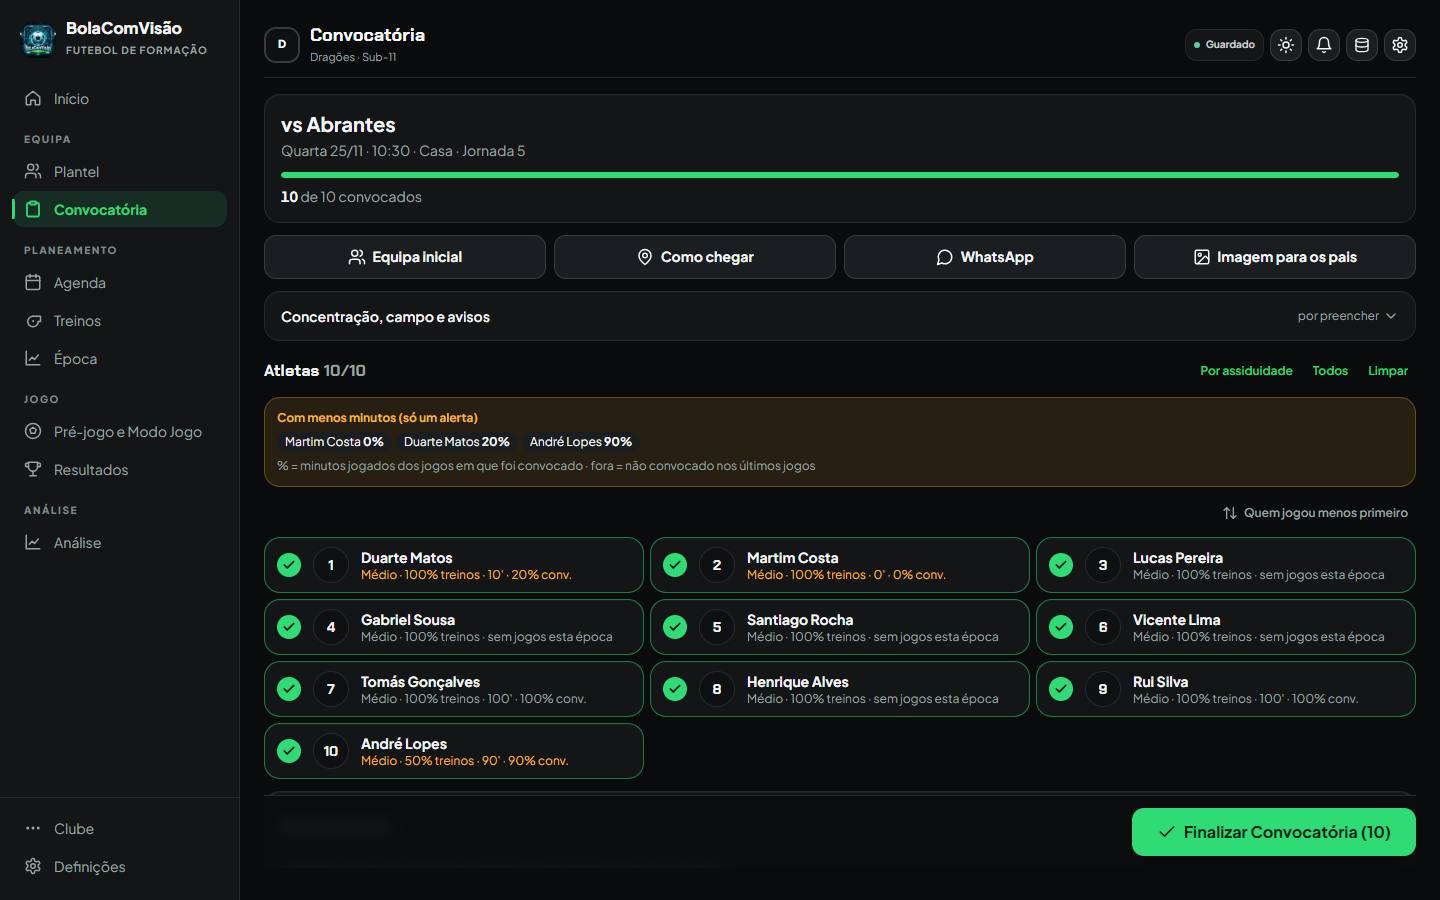 BolaComVisão
FUTEBOL DE FORMAÇÃO
Início
EQUIPA
Plantel
Convocatória
PLANEAMENTO
Agenda
Treinos
Época
JOGO
Pré-jogo e Modo Jogo
Resultados
ANÁLISE
Análise
Clube
Definições
D
Convocatória
Dragões · Sub-11
Guardado
vs Abrantes
Quarta 25/11 · 10:30 · Casa · Jornada 5
10 de 10 convocados
Equipa inicial
Como chegar
WhatsApp
Imagem para os pais
Concentração, campo e avisos
por preencher
Atletas 10/10
Por assiduidade
Todos
Limpar
Com menos minutos (só um alerta)
Martim Costa 0% Duarte Matos 20% André Lopes 90%
% = minutos jogados dos jogos em que foi convocado · fora = não convocado nos últimos jogos
Quem jogou menos primeiro
1
Duarte Matos
Médio · 100% treinos · 10' · 20% conv.
2
Martim Costa
Médio · 100% treinos · 0' · 0% conv.
3
Lucas Pereira
Médio · 100% treinos · sem jogos esta época
4
Gabriel Sousa
Médio · 100% treinos · sem jogos esta época
5
Santiago Rocha
Médio · 100% treinos · sem jogos esta época
6
Vicente Lima
Médio · 100% treinos · sem jogos esta época
7
Tomás Gonçalves
Médio · 100% treinos · 100' · 100% conv.
8
Henrique Alves
Médio · 100% treinos · sem jogos esta época
9
Rui Silva
Médio · 100% treinos · 100' · 100% conv.
10
André Lopes
Médio · 50% treinos · 90' · 90% conv.
Finalizar Convocatória (10)